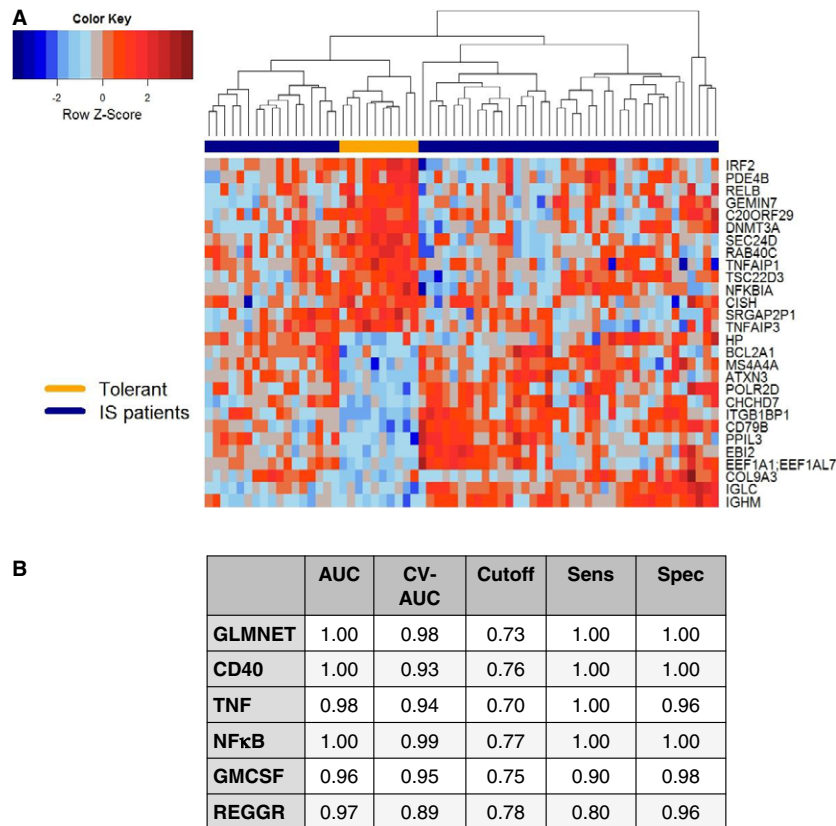 A
Color Key
-2 0 2
Row Z-Score
IRF2
PDE4B
RELB
GEMIN7
C20ORF29
DNMT3A
SEC24D
RAB40C
TNFAIP1
TSC22D3
NFKBIA
CISH
SRGAP2P1
TNFAIP3
HP
BCL2A1
MS4A4A
ATXN3
POLR2D
CHCHD7
ITGB1BP1
CD79B
PPIL3
EBI2
EEF1A1;EEF1AL7
COL9A3
IGLC
IGHM
Tolerant
IS patients
B
AUC CV-AUC Cutoff Sens Spec
GLMNET 1.00 0.98 0.73 1.00 1.00
CD40 1.00 0.93 0.76 1.00 1.00
TNF 0.98 0.94 0.70 1.00 0.96
NFκB 1.00 0.99 0.77 1.00 1.00
GMCSF 0.96 0.95 0.75 0.90 0.98
REGGR 0.97 0.89 0.78 0.80 0.96